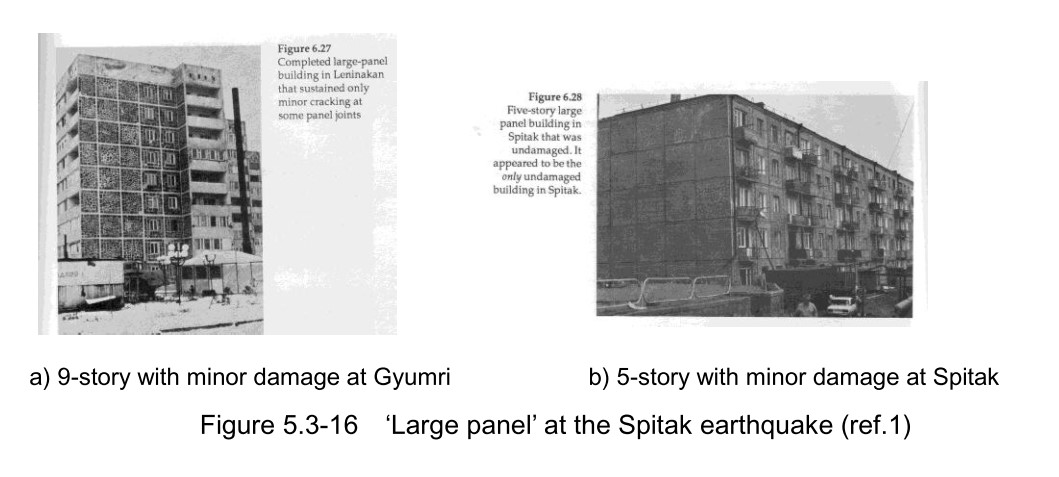 Figure 6.27
Completed large-panel
building in Leninakan
that sustained only
minor cracking at
some panel joints
Figure 6.28
Five-story large
panel building in
Spitak that was
undamaged. It
appeared to be the
only undamaged
building in Spitak.
a) 9-story with minor damage at Gyumri
b) 5-story with minor damage at Spitak
Figure 5.3-16 ‘Large panel’ at the Spitak earthquake (ref.1)